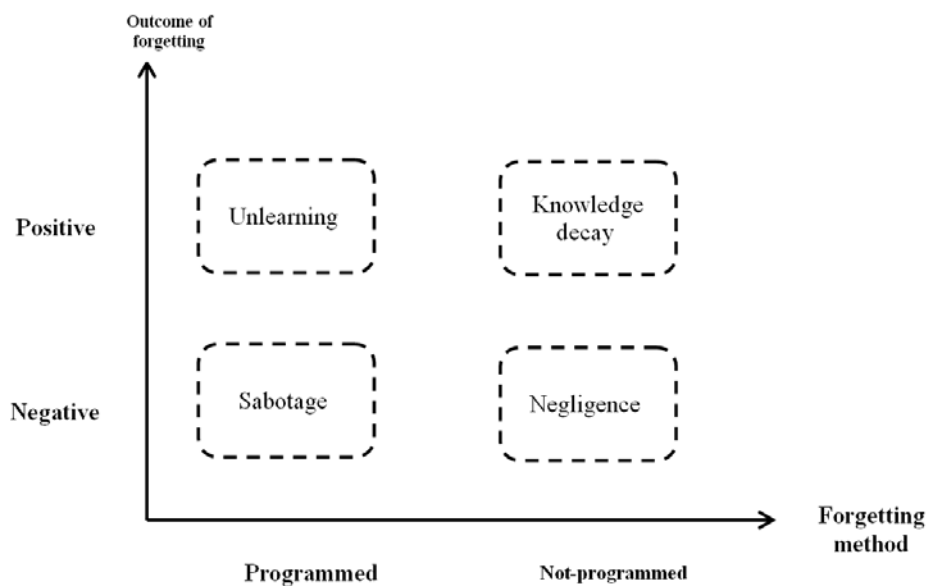 Outcome of
forgetting
Positive
Unlearning
Knowledge
decay
Negative
Sabotage
Negligence
Forgetting
method
Programmed
Not-programmed